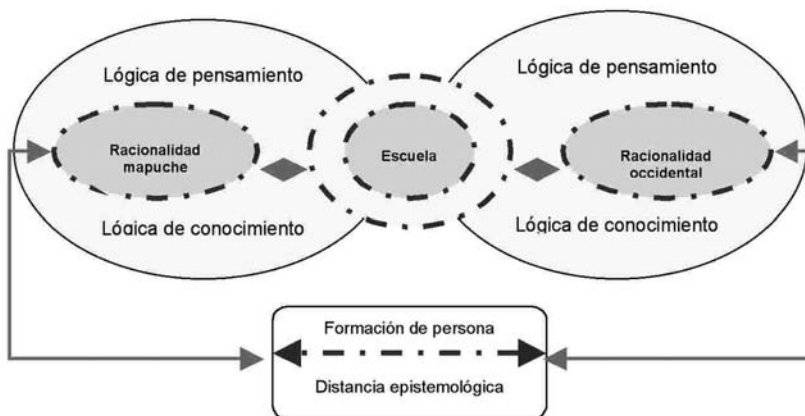 Lógica de pensamiento
Racionalidad
mapuche
Lógica de conocimiento
Escuela
Lógica de pensamiento
Racionalidad
occidental
Lógica de conocimiento
Formación de persona
Distancia epistemológica